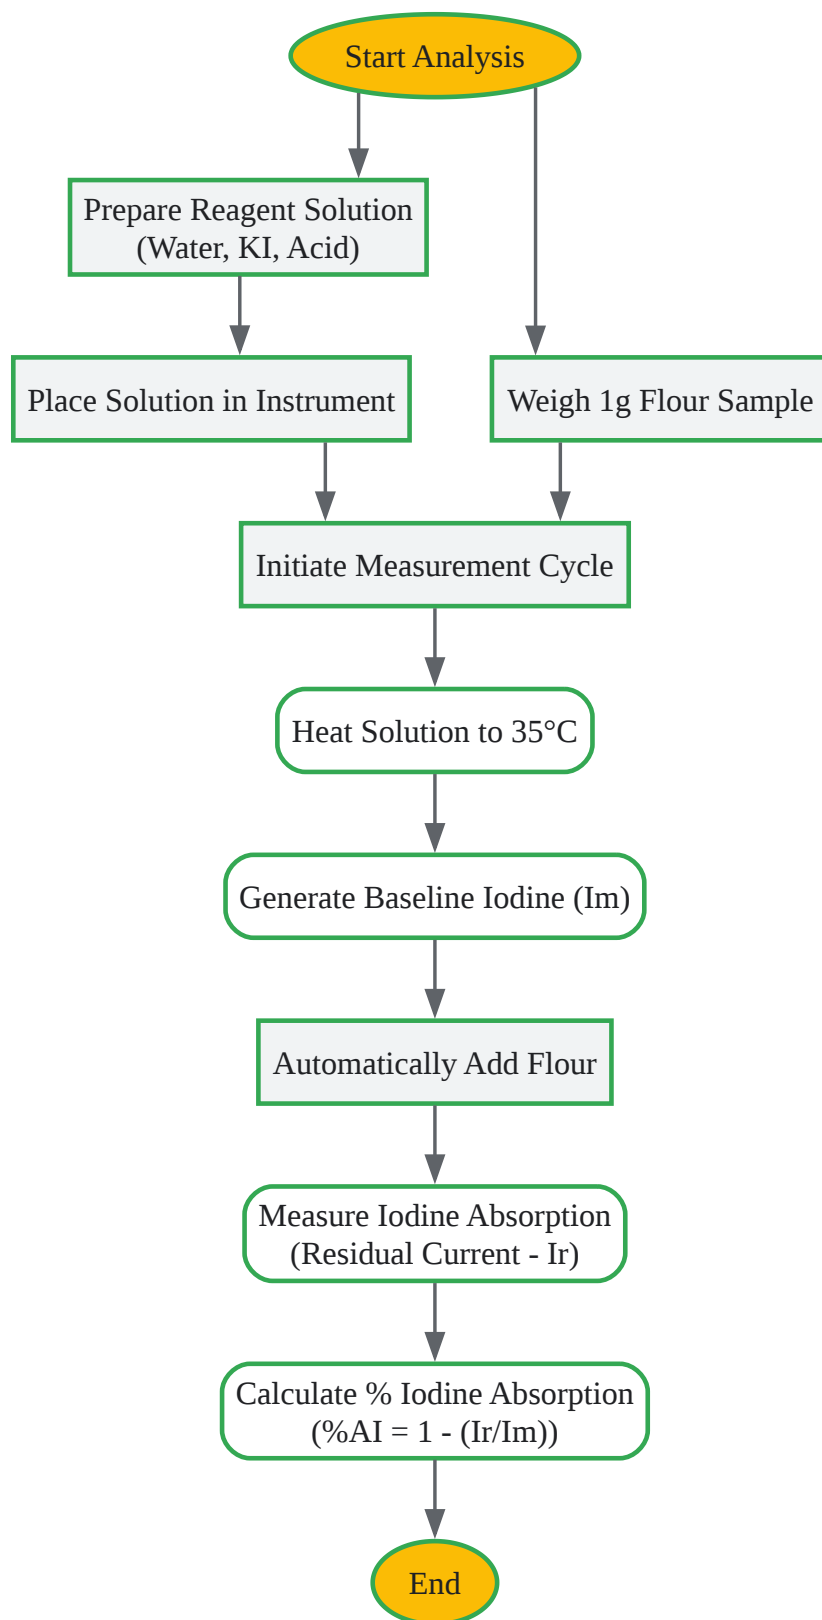 Start Analysis
Prepare Reagent Solution
(Water, KI, Acid)
Place Solution in Instrument
Weigh 1g Flour Sample
Initiate Measurement Cycle
Heat Solution to 35°C
Generate Baseline Iodine (Im)
Automatically Add Flour
Measure Iodine Absorption
(Residual Current - Ir)
Calculate % Iodine Absorption
(%AI = 1 - (Ir/Im))
End